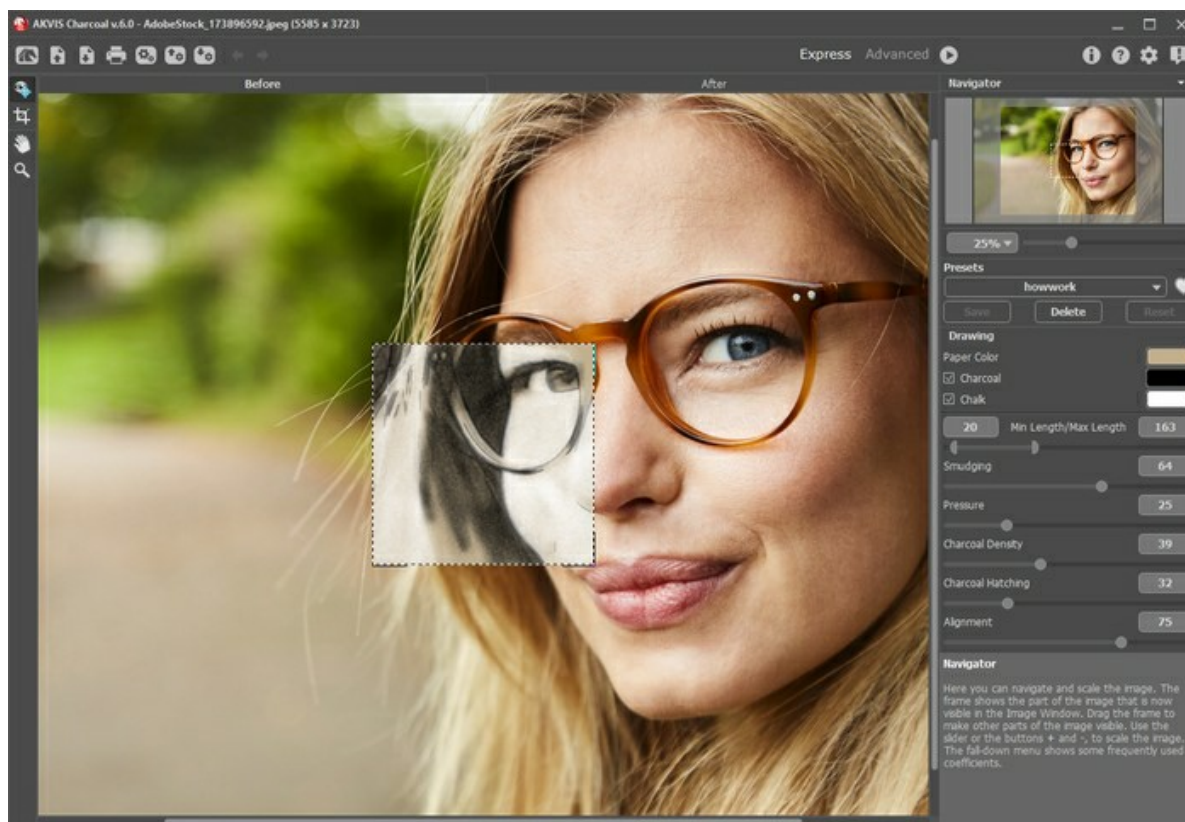 AKVIS Charcoal v.6.0 - AdobeStock_173896592.jpeg (5585 x 3723)
Express Advanced
Before After
Navigator
25%
Presets
howwork
Save Delete Reset
Drawing
Paper Color
Charcoal
Chalk
20 Min Length/Max Length 163
Smudging 64
Pressure 25
Charcoal Density 39
Charcoal Hatching 32
Alignment 75
Navigator
Here you can navigate and scale the image. The
frame shows the part of the image that is now
visible in the Image Window. Drag the frame to
make other parts of the image visible. Use the
slider or the buttons + and -, to scale the image.
The fall-down menu shows some frequently used
coefficients.